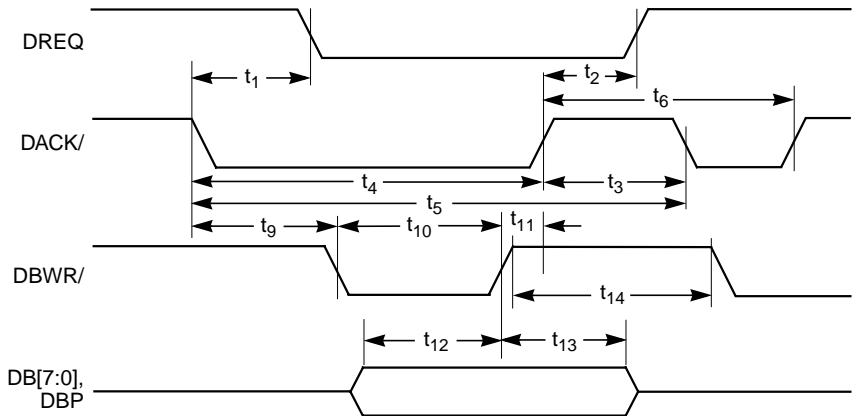 DREQ
t1
t2
t6
DACK/
t4
t3
t5
t9
t10
t11
DBWR/
t14
t12
t13
DB[7:0],
DBP